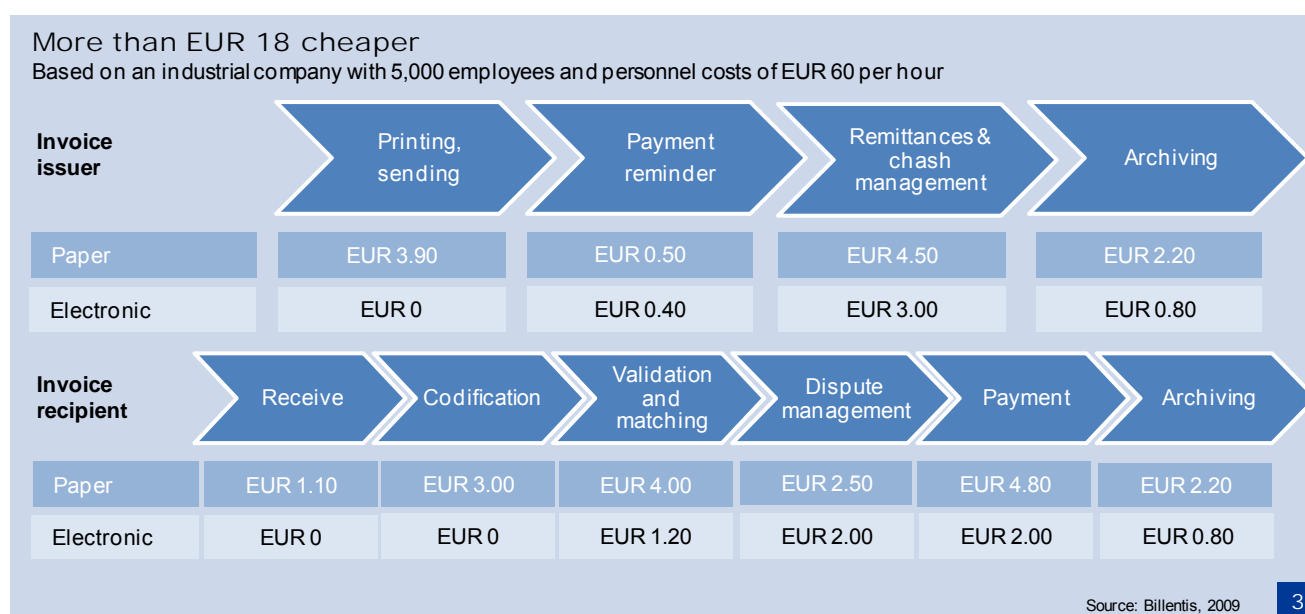 More than EUR 18 cheaper
Based on an industrial company with 5,000 employees and personnel costs of EUR 60 per hour
Invoice
issuer
Printing,
sending
Payment
reminder
Remittances &
chash
management
Archiving
Paper EUR 3.90 EUR 0.50 EUR 4.50 EUR 2.20
Electronic EUR 0 EUR 0.40 EUR 3.00 EUR 0.80
Invoice
recipient
Receive
Codification
Validation
and
matching
Dispute
management
Payment
Archiving
Paper EUR 1.10 EUR 3.00 EUR 4.00 EUR 2.50 EUR 4.80 EUR 2.20
Electronic EUR 0 EUR 0 EUR 1.20 EUR 2.00 EUR 2.00 EUR 0.80
Source: Billentis, 2009
3